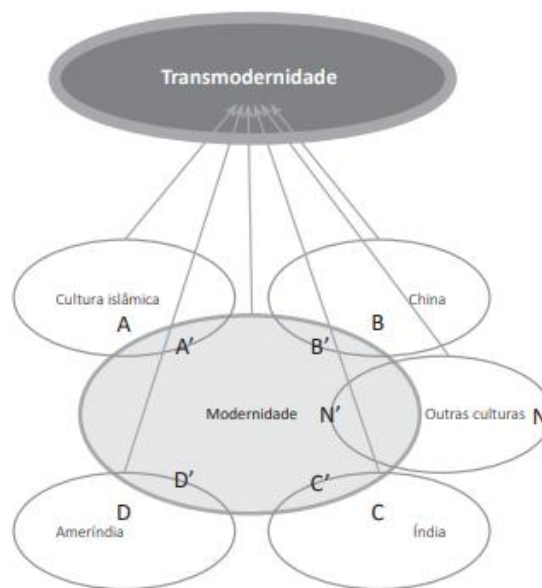 Transmodernidade
Cultura islâmica
China
A
B
A′
B′
Modernidade
N′
Outras culturas
N
D′
C′
D
C
Ameríndia
Índia